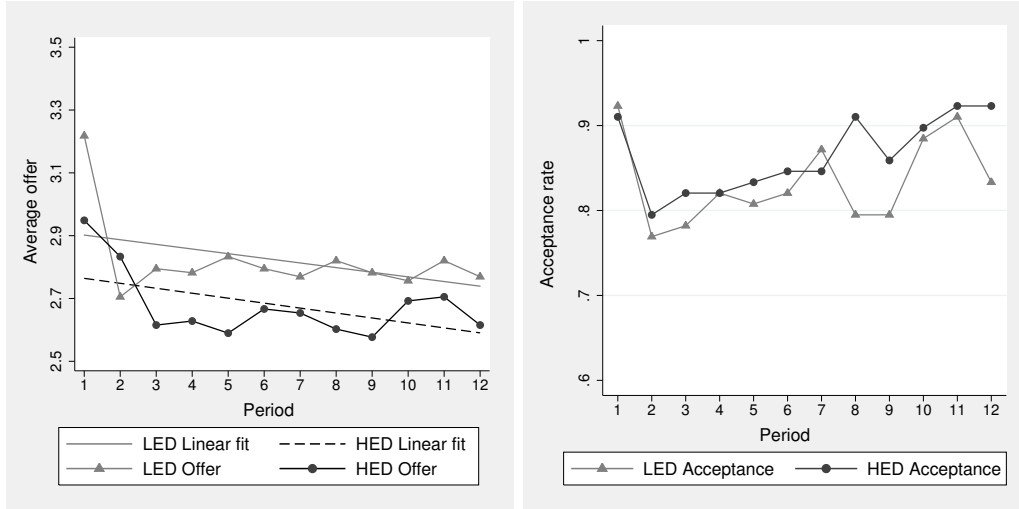 3.5
3.3
3.1
2.9
2.7
2.5
Average offer
1 2 3 4 5 6 7 8 9 10 11 12
Period
LED Linear fit HED Linear fit
LED Offer HED Offer
1
.9
.8
.7
.6
Acceptance rate
1 2 3 4 5 6 7 8 9 10 11 12
Period
LED Acceptance HED Acceptance